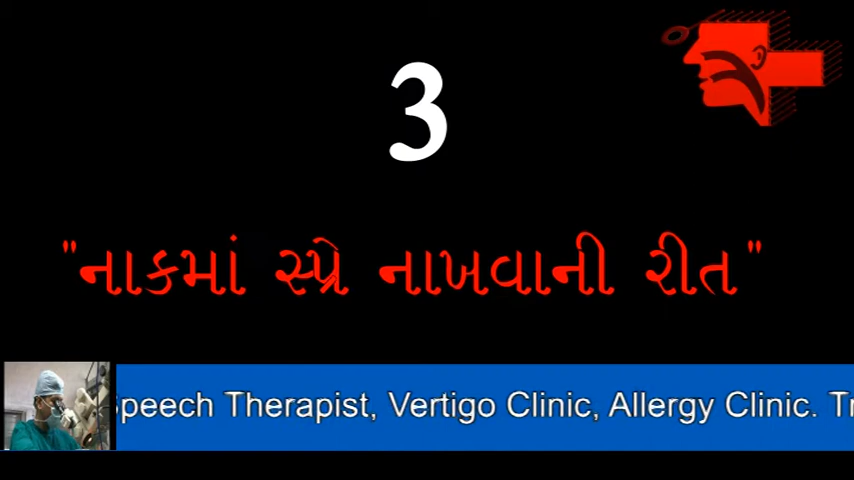 3
"નાકમાં સ્પ્રે નાખવાની રીત"
Speech Therapist, Vertigo Clinic, Allergy Clinic.